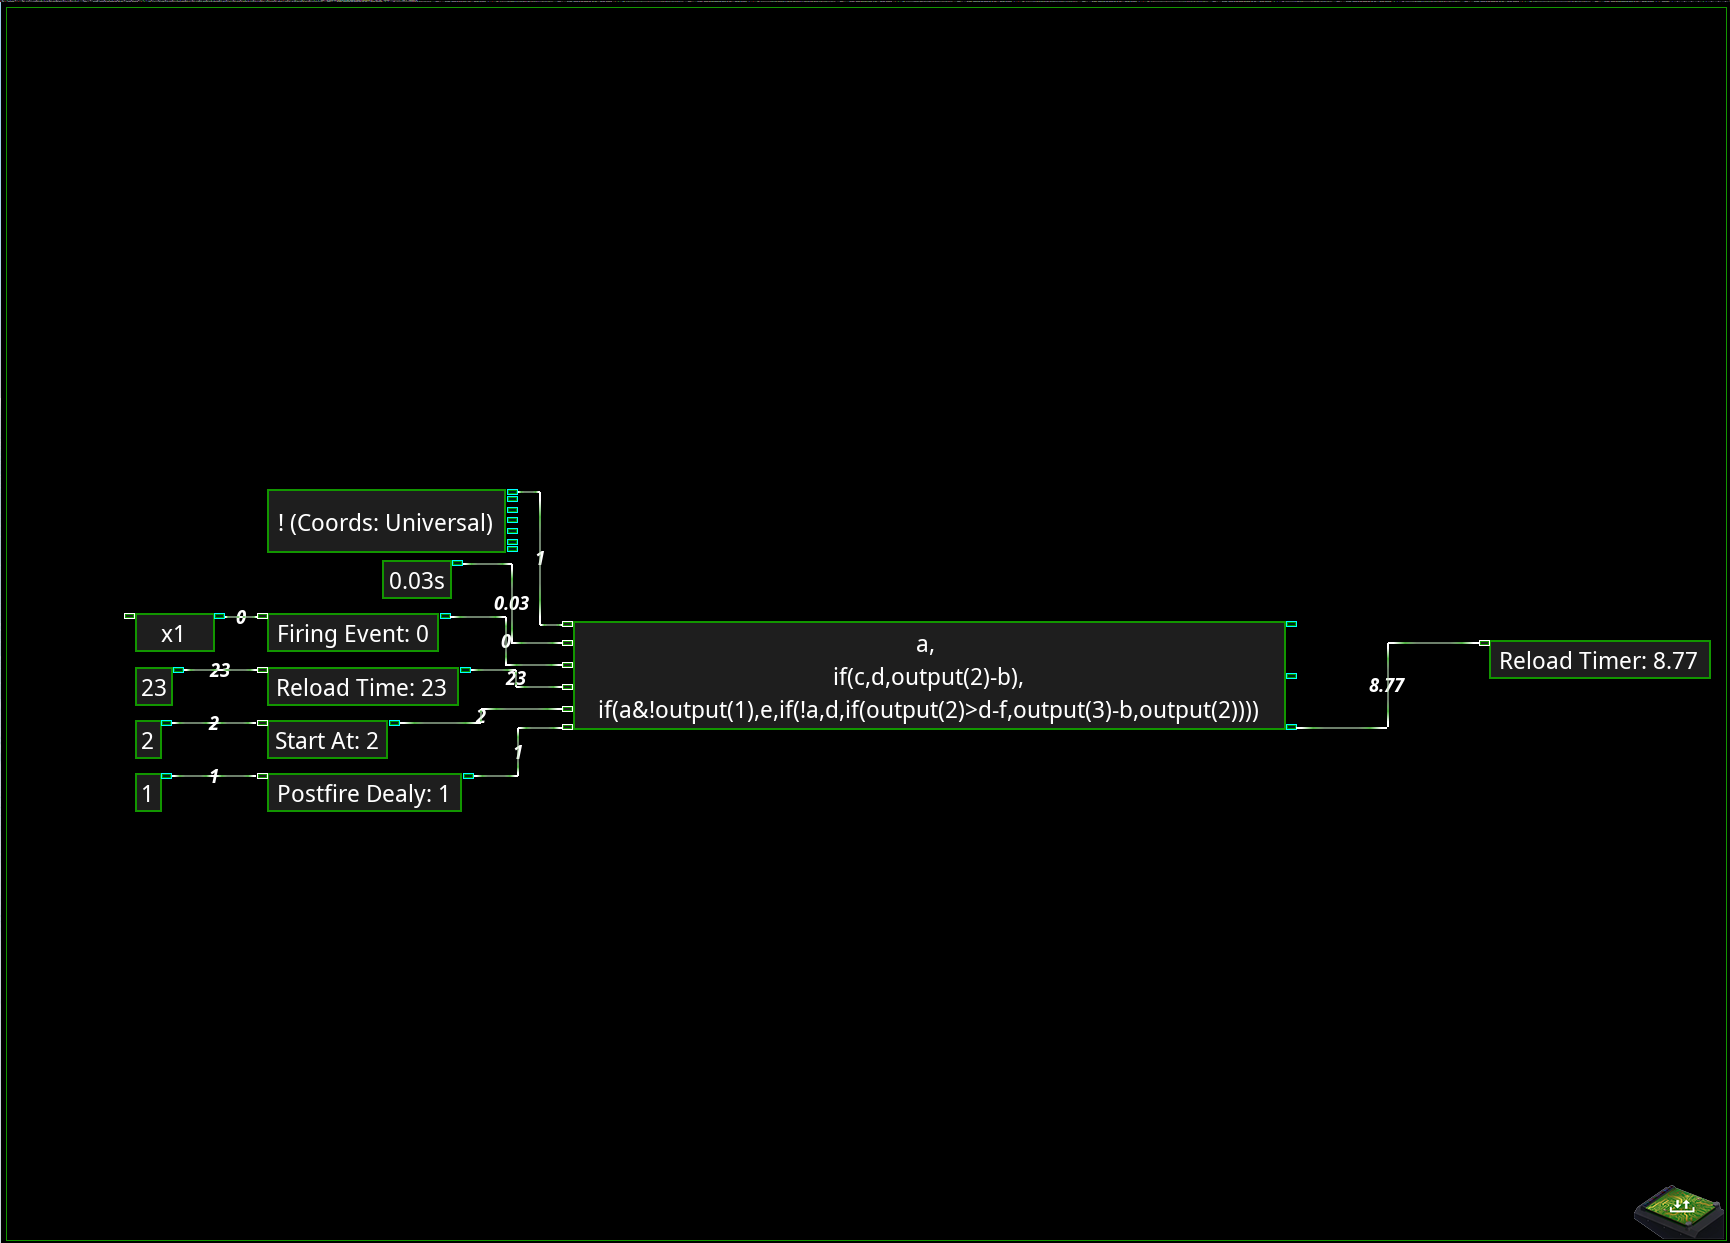 ! (Coords: Universal)
1
0.03s
0.03
x1
0
Firing Event: 0
0
23
23
Reload Time: 23
23
2
2
Start At: 2
2
1
1
Postfire Dealy: 1
1
a,
if(c,d,output(2)-b),
if(a&!output(1),e,if(!a,d,if(output(2)>d-f,output(3)-b,output(2))))
8.77
Reload Timer: 8.77